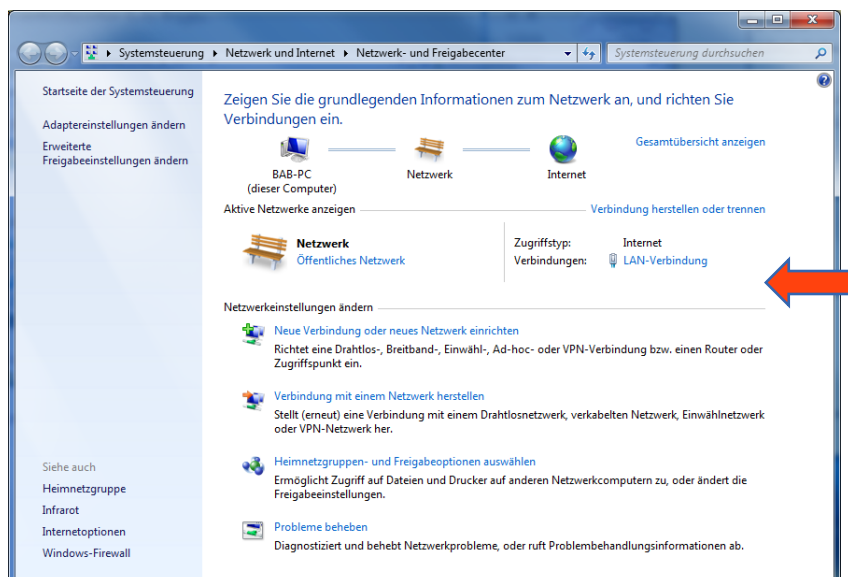 Systemsteuerung ▸ Netzwerk und Internet ▸ Netzwerk- und Freigabecenter
Systemsteuerung durchsuchen
Startseite der Systemsteuerung
Adaptereinstellungen ändern
Erweiterte
Freigabeeinstellungen ändern
Zeigen Sie die grundlegenden Informationen zum Netzwerk an, und richten Sie
Verbindungen ein.
Gesamtübersicht anzeigen
BAB-PC
(dieser Computer)
Netzwerk
Internet
Aktive Netzwerke anzeigen
Verbindung herstellen oder trennen
Netzwerk
Öffentliches Netzwerk
Zugriffstyp: Internet
Verbindungen: LAN-Verbindung
Netzwerkeinstellungen ändern
Neue Verbindung oder neues Netzwerk einrichten
Richtet eine Drahtlos-, Breitband-, Einwähl-, Ad-hoc- oder VPN-Verbindung bzw. einen Router oder
Zugriffspunkt ein.
Verbindung mit einem Netzwerk herstellen
Stellt (erneut) eine Verbindung mit einem Drahtlosnetzwerk, verkabelten Netzwerk, Einwählnetzwerk
oder VPN-Netzwerk her.
Heimnetzgruppen- und Freigabeoptionen auswählen
Ermöglicht Zugriff auf Dateien und Drucker auf anderen Netzwerkcomputern zu, oder ändert die
Freigabeeinstellungen.
Probleme beheben
Diagnostiziert und behebt Netzwerkprobleme, oder ruft Problembehandlungsinformationen ab.
Siehe auch
Heimnetzgruppe
Infrarot
Internetoptionen
Windows-Firewall